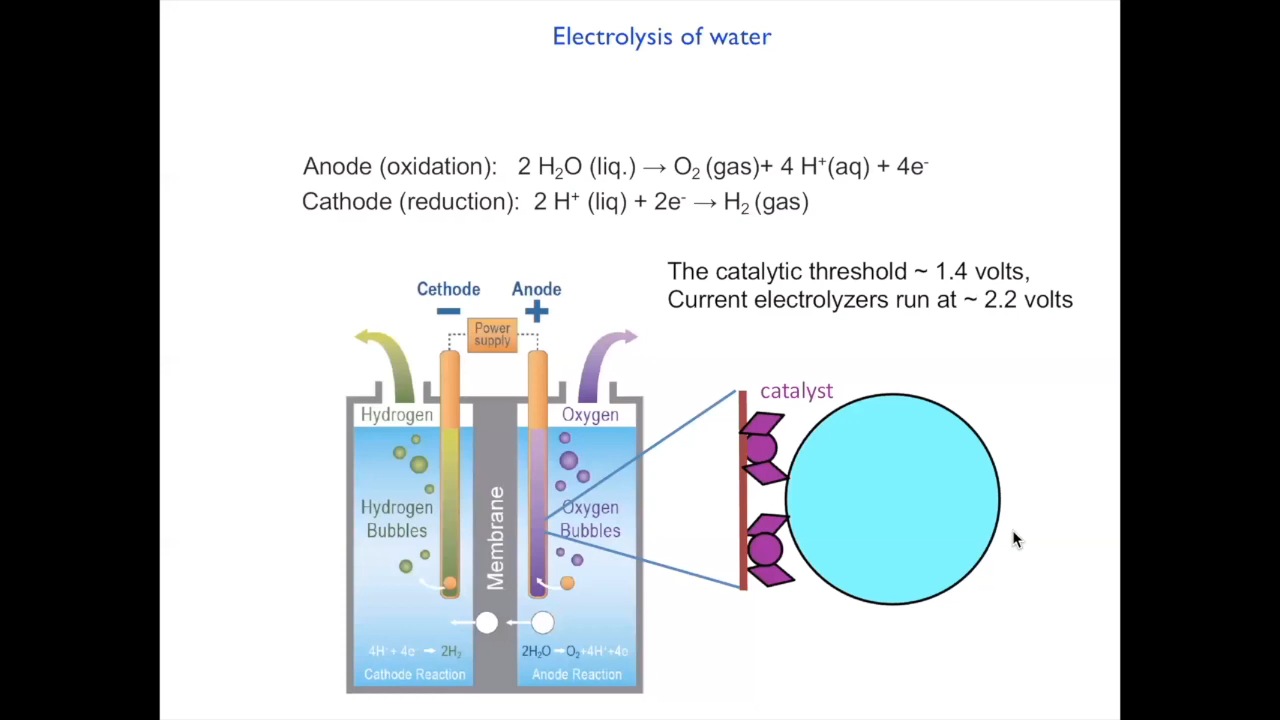 Electrolysis of water
Anode (oxidation): 2 H₂O (liq.) → O₂ (gas)+ 4 H⁺(aq) + 4e⁻
Cathode (reduction): 2 H⁺ (liq) + 2e⁻ → H₂ (gas)
The catalytic threshold ~ 1.4 volts,
Current electrolyzers run at ~ 2.2 volts
Cethode Anode
Power
supply
catalyst
Hydrogen Oxygen
Hydrogen
Bubbles
Membrane
Oxygen
Bubbles
4H⁺+ 4e⁻ → 2H₂
2H₂O → O₂+4H⁺+4e⁻
Cathode Reaction
Anode Reaction